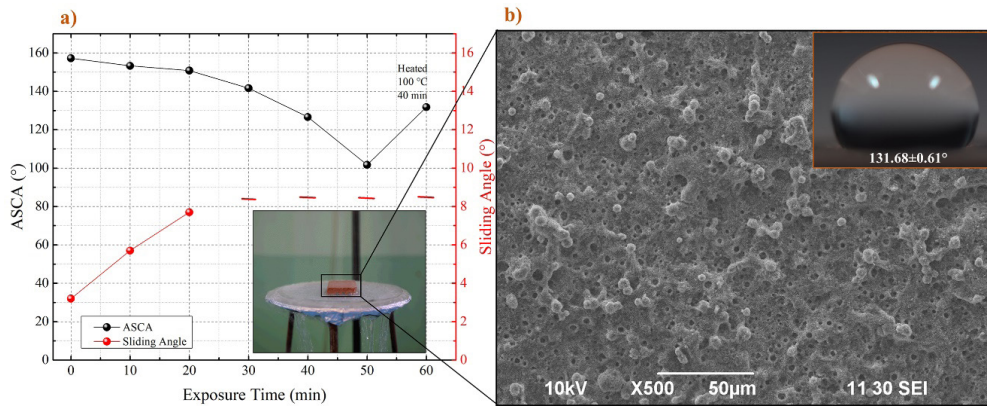 a)
160
140
120
100
80
60
40
20
0
ASCA (°)
16
14
12
10
8
6
4
2
0
Sliding Angle (°)
Heated
100 °C
40 min
ASCA
Sliding Angle
0 10 20 30 40 50 60
Exposure Time (min)
b)
131.68±0.61°
10kV X500 50µm 11 30 SEI